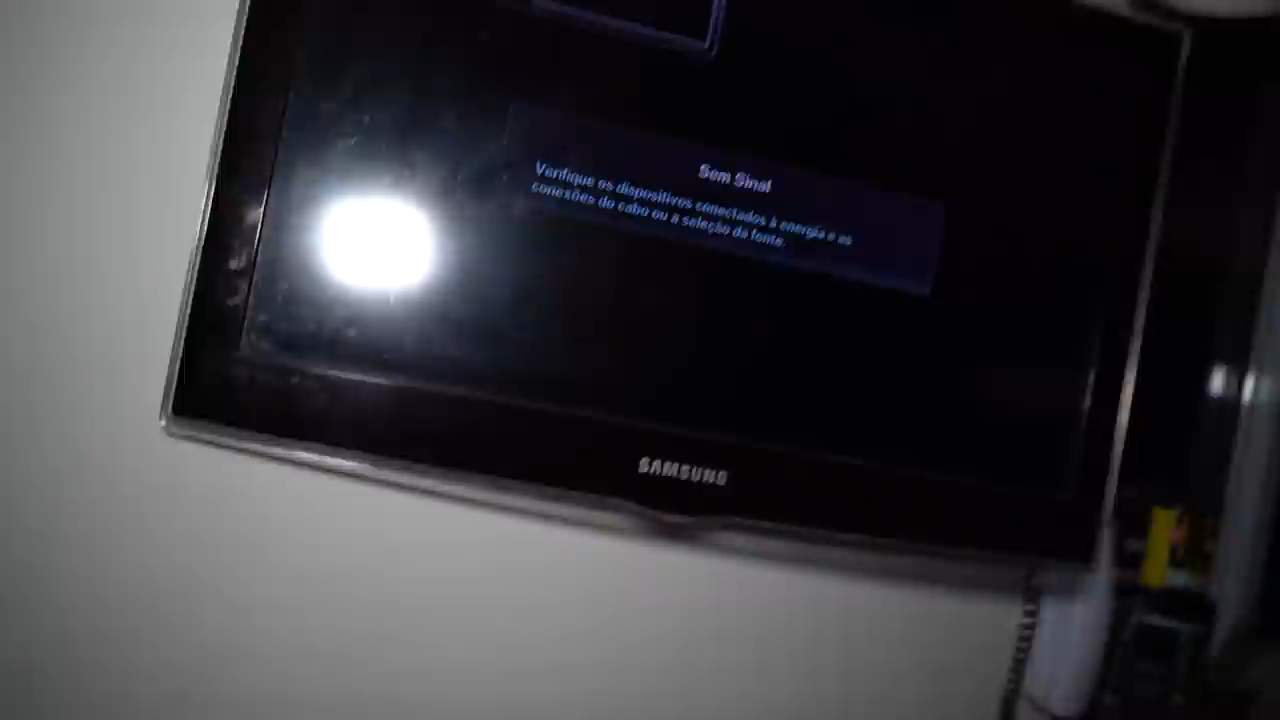 Sem Sinal
Verifique os dispositivos conectados à energia e as
conexões do cabo ou a seleção da fonte.
SAMSUNG